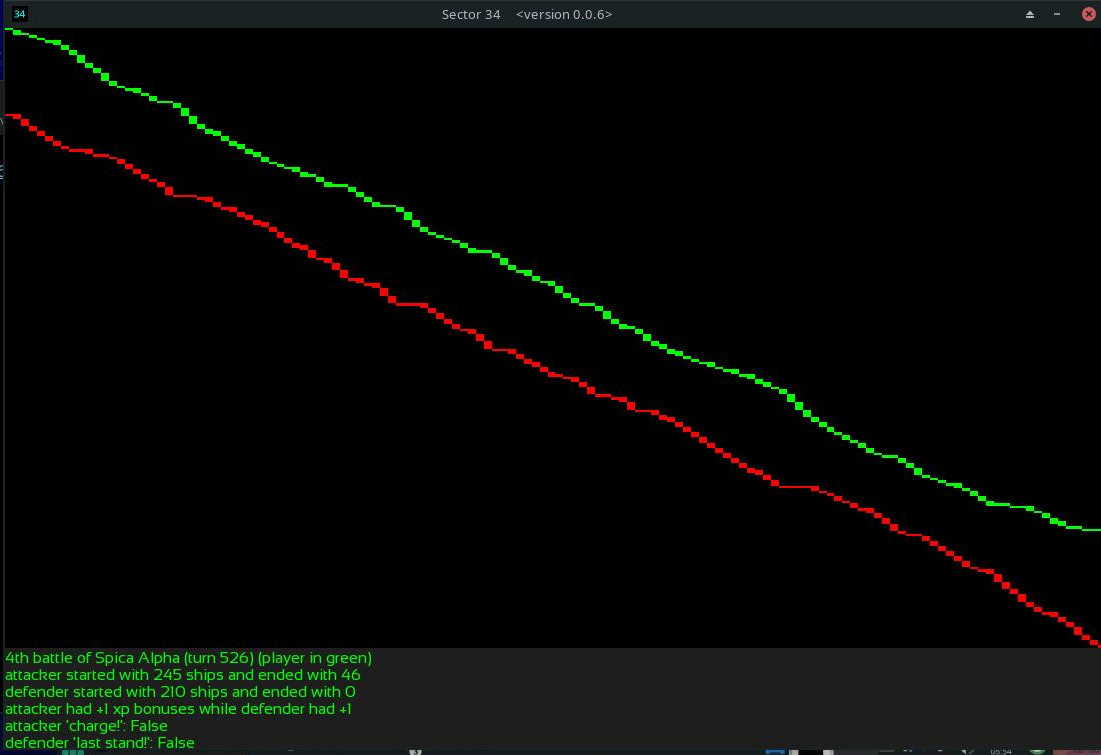 34
Sector 34 <version 0.0.6>
4th battle of Spica Alpha (turn 526) (player in green)
attacker started with 245 ships and ended with 46
defender started with 210 ships and ended with 0
attacker had +1 xp bonuses while defender had +1
attacker 'charge!': False
defender 'last stand!': False
05:54